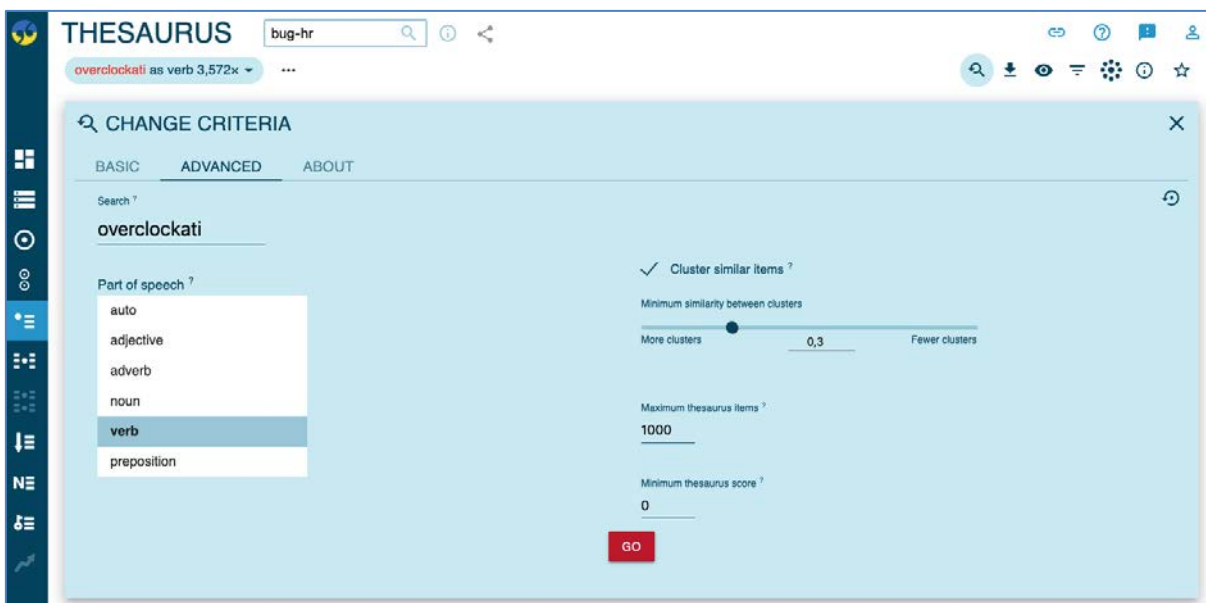 THESAURUS
bug-hr
overclockati as verb 3,572×
...
CHANGE CRITERIA
BASIC ADVANCED ABOUT
Search ?
overclockati
Part of speech ?
auto
adjective
adverb
noun
verb
preposition
Cluster similar items ?
Minimum similarity between clusters
More clusters 0,3 Fewer clusters
Maximum thesaurus items ?
1000
Minimum thesaurus score ?
0
GO
N